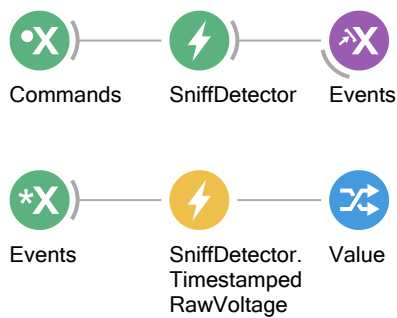 •X
X
Commands
SniffDetector
Events
*X
Events
SniffDetector.
Timestamped
RawVoltage
Value